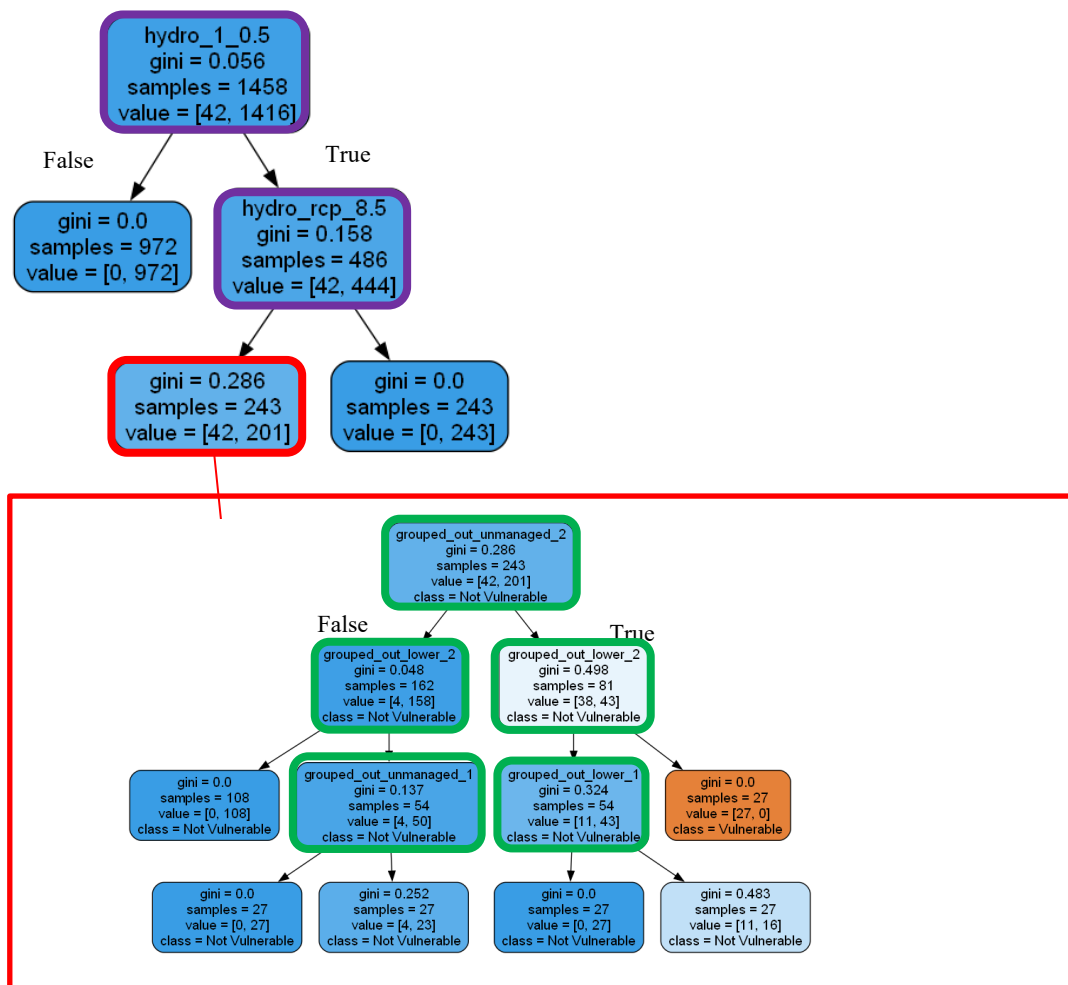 hydro_1_0.5
gini = 0.056
samples = 1458
value = [42, 1416]
False
True
gini = 0.0
samples = 972
value = [0, 972]
hydro_rcp_8.5
gini = 0.158
samples = 486
value = [42, 444]
gini = 0.286
samples = 243
value = [42, 201]
gini = 0.0
samples = 243
value = [0, 243]
grouped_out_unmanaged_2
gini = 0.286
samples = 243
value = [42, 201]
class = Not Vulnerable
False
True
grouped_out_lower_2
gini = 0.048
samples = 162
value = [4, 158]
class = Not Vulnerable
grouped_out_lower_2
gini = 0.498
samples = 81
value = [38, 43]
class = Not Vulnerable
gini = 0.0
samples = 108
value = [0, 108]
class = Not Vulnerable
grouped_out_unmanaged_1
gini = 0.137
samples = 54
value = [4, 50]
class = Not Vulnerable
grouped_out_lower_1
gini = 0.324
samples = 54
value = [11, 43]
class = Not Vulnerable
gini = 0.0
samples = 27
value = [27, 0]
class = Vulnerable
gini = 0.0
samples = 27
value = [0, 27]
class = Not Vulnerable
gini = 0.252
samples = 27
value = [4, 23]
class = Not Vulnerable
gini = 0.0
samples = 27
value = [0, 27]
class = Not Vulnerable
gini = 0.483
samples = 27
value = [11, 16]
class = Not Vulnerable